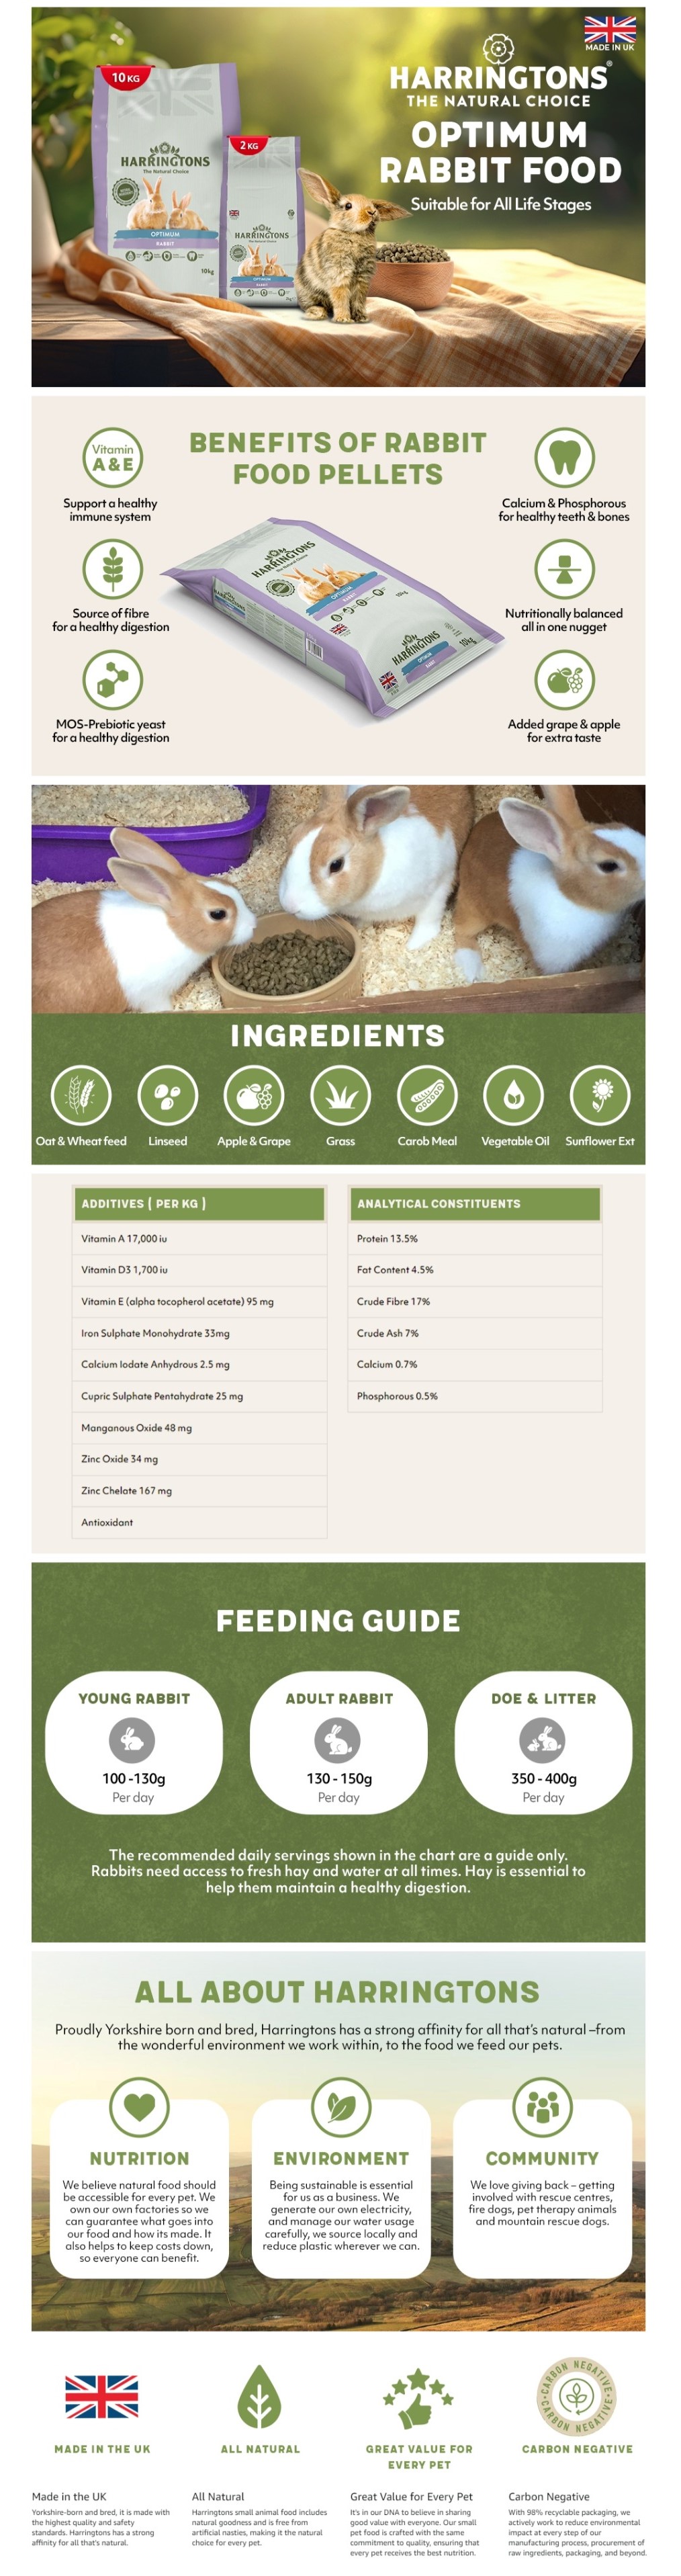 MADE IN UK
HARRINGTONS®
THE NATURAL CHOICE
OPTIMUM
RABBIT FOOD
Suitable for All Life Stages
10 KG
HARRINGTONS
The Natural Choice
OPTIMUM
RABBIT
10kg
2 KG
HARRINGTONS
The Natural Choice
OPTIMUM
RABBIT
BENEFITS OF RABBIT
FOOD PELLETS
Vitamin
A & E
Support a healthy
immune system
Source of fibre
for a healthy digestion
MOS-Prebiotic yeast
for a healthy digestion
HARRINGTONS
The Natural Choice
OPTIMUM
RABBIT
10kg
HARRINGTONS
OPTIMUM
RABBIT
10kg
Calcium & Phosphorous
for healthy teeth & bones
Nutritionally balanced
all in one nugget
Added grape & apple
for extra taste
INGREDIENTS
Oat & Wheat feed
Linseed
Apple & Grape
Grass
Carob Meal
Vegetable Oil
Sunflower Ext
ADDITIVES ( PER KG )
Vitamin A 17,000 iu
Vitamin D3 1,700 iu
Vitamin E (alpha tocopherol acetate) 95 mg
Iron Sulphate Monohydrate 33mg
Calcium Iodate Anhydrous 2.5 mg
Cupric Sulphate Pentahydrate 25 mg
Manganous Oxide 48 mg
Zinc Oxide 34 mg
Zinc Chelate 167 mg
Antioxidant
ANALYTICAL CONSTITUENTS
Protein 13.5%
Fat Content 4.5%
Crude Fibre 17%
Crude Ash 7%
Calcium 0.7%
Phosphorous 0.5%
FEEDING GUIDE
YOUNG RABBIT
100 -130g
Per day
ADULT RABBIT
130 - 150g
Per day
DOE & LITTER
350 - 400g
Per day
The recommended daily servings shown in the chart are a guide only.
Rabbits need access to fresh hay and water at all times. Hay is essential to
help them maintain a healthy digestion.
ALL ABOUT HARRINGTONS
Proudly Yorkshire born and bred, Harringtons has a strong affinity for all that's natural –from
the wonderful environment we work within, to the food we feed our pets.
NUTRITION
We believe natural food should
be accessible for every pet. We
own our own factories so we
can guarantee what goes into
our food and how its made. It
also helps to keep costs down,
so everyone can benefit.
ENVIRONMENT
Being sustainable is essential
for us as a business. We
generate our own electricity,
and manage our water usage
carefully, we source locally and
reduce plastic wherever we can.
COMMUNITY
We love giving back – getting
involved with rescue centres,
fire dogs, pet therapy animals
and mountain rescue dogs.
MADE IN THE UK
ALL NATURAL
GREAT VALUE FOR
EVERY PET
CARBON NEGATIVE
CARBON NEGATIVE
CARBON NEGATIVE
Made in the UK
Yorkshire-born and bred, it is made with
the highest quality and safety
standards. Harringtons has a strong
affinity for all that's natural.
All Natural
Harringtons small animal food includes
natural goodness and is free from
artificial nasties, making it the natural
choice for every pet.
Great Value for Every Pet
It's in our DNA to believe in sharing
good value with everyone. Our small
pet food is crafted with the same
commitment to quality, ensuring that
every pet receives the best nutrition.
Carbon Negative
With 98% recyclable packaging, we
actively work to reduce environmental
impact at every step of our
manufacturing process, procurement of
raw ingredients, packaging, and beyond.